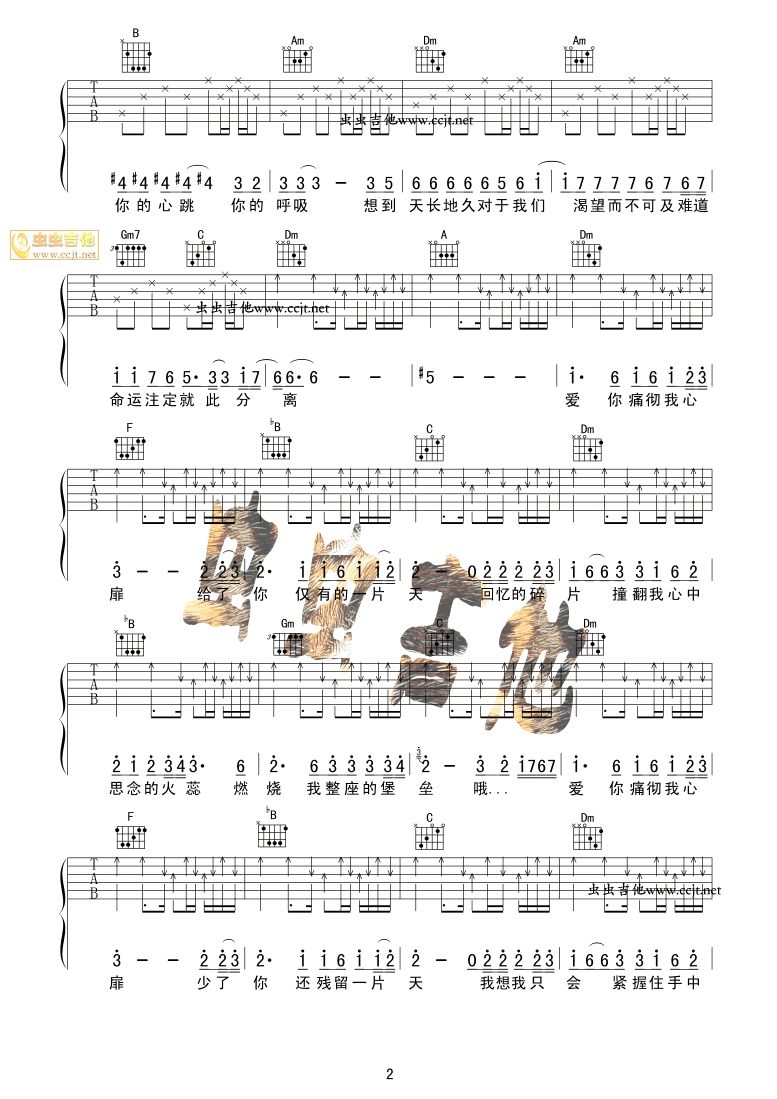 B Am Dm Am
T A B
虫虫吉他www.ccjt.net
#4 #4 #4 #4 #4 3 2 3 3 3 - 3 5 6 6 6 6 6 5 6 i i 7 7 7 7 7 6 7
你的心跳 你的 呼吸 想到 天长地久对于我们 渴望而不可及难道
虫虫吉他
www.ccjt.net
Gm7 C Dm A Dm
3
T A B
虫虫吉他www.ccjt.net
i i 7 6 5· 3 3 i 7 6 6· 6 - - #5 - - - i· 6 i 6 i 2 3
命运注定就 此 分 离 爱 你痛彻我心
F bB C Dm
T A B
3 - - 2 2 3 2· i 6 i i i 2 2 - 0 2 2 2 2 2 3 i 6 6 3 3 i 6 2
扉 给了 你 仅有的一片 天 回忆的碎 片 撞翻我心中
虫虫吉他
bB Gm C Dm
3
T A B
2 i 2 3 4 3· 6 2· 6 3 2 2 3 4 3 2 - 3 2 i 7 6 7 i· 6 i 6 i 2 3
思念的火蕊 燃 烧 我整座的堡 垒 哦... 爱 你痛彻我心
F bB C Dm
T A B
虫虫吉他www.ccjt.net
3 - - 2 2 3 2· i i 6 i i 2 2 - 0 2 2 2 3 i 6 6 3 3 i 6 2
扉 少了 你 还残留一片 天 我想我只 会 紧握住手中
2